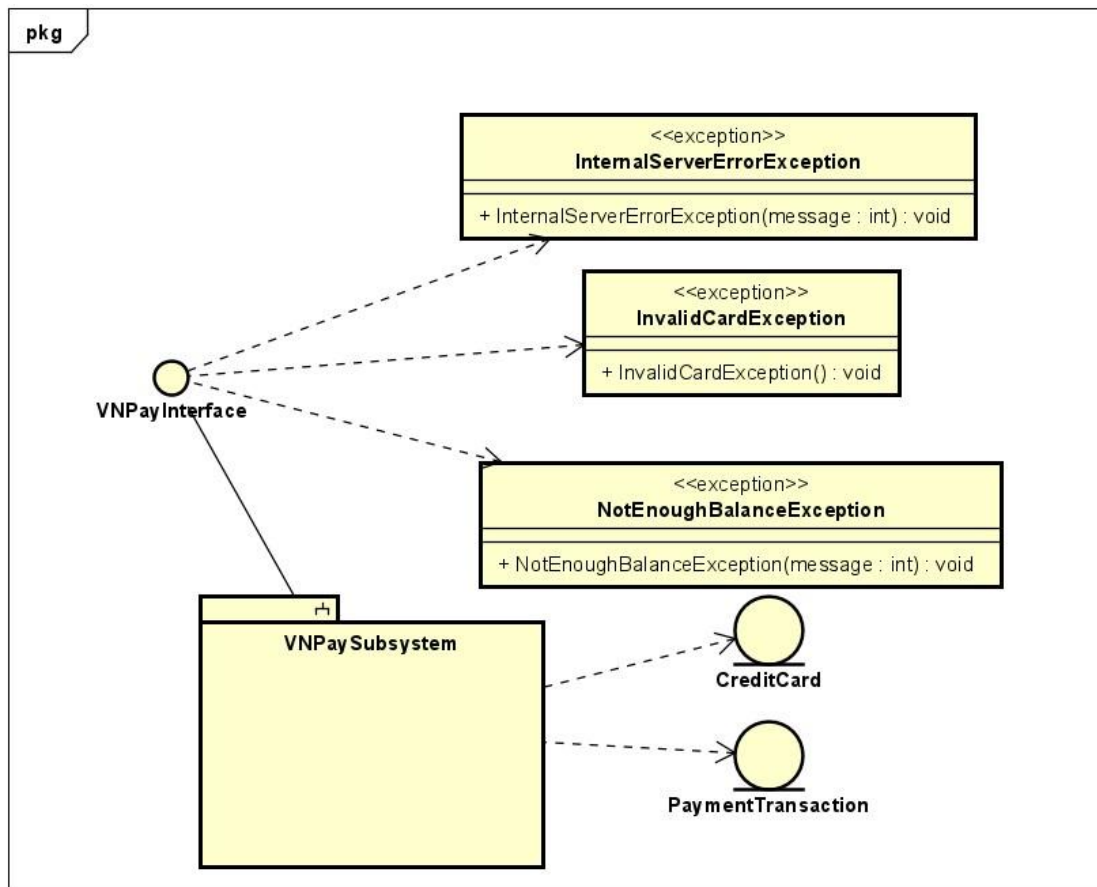 pkg
<<exception>>
InternalServerErrorException
+ InternalServerErrorException(message : int) : void
<<exception>>
InvalidCardException
+ InvalidCardException() : void
VNPayInterface
<<exception>>
NotEnoughBalanceException
+ NotEnoughBalanceException(message : int) : void
VNPaySubsystem
CreditCard
PaymentTransaction